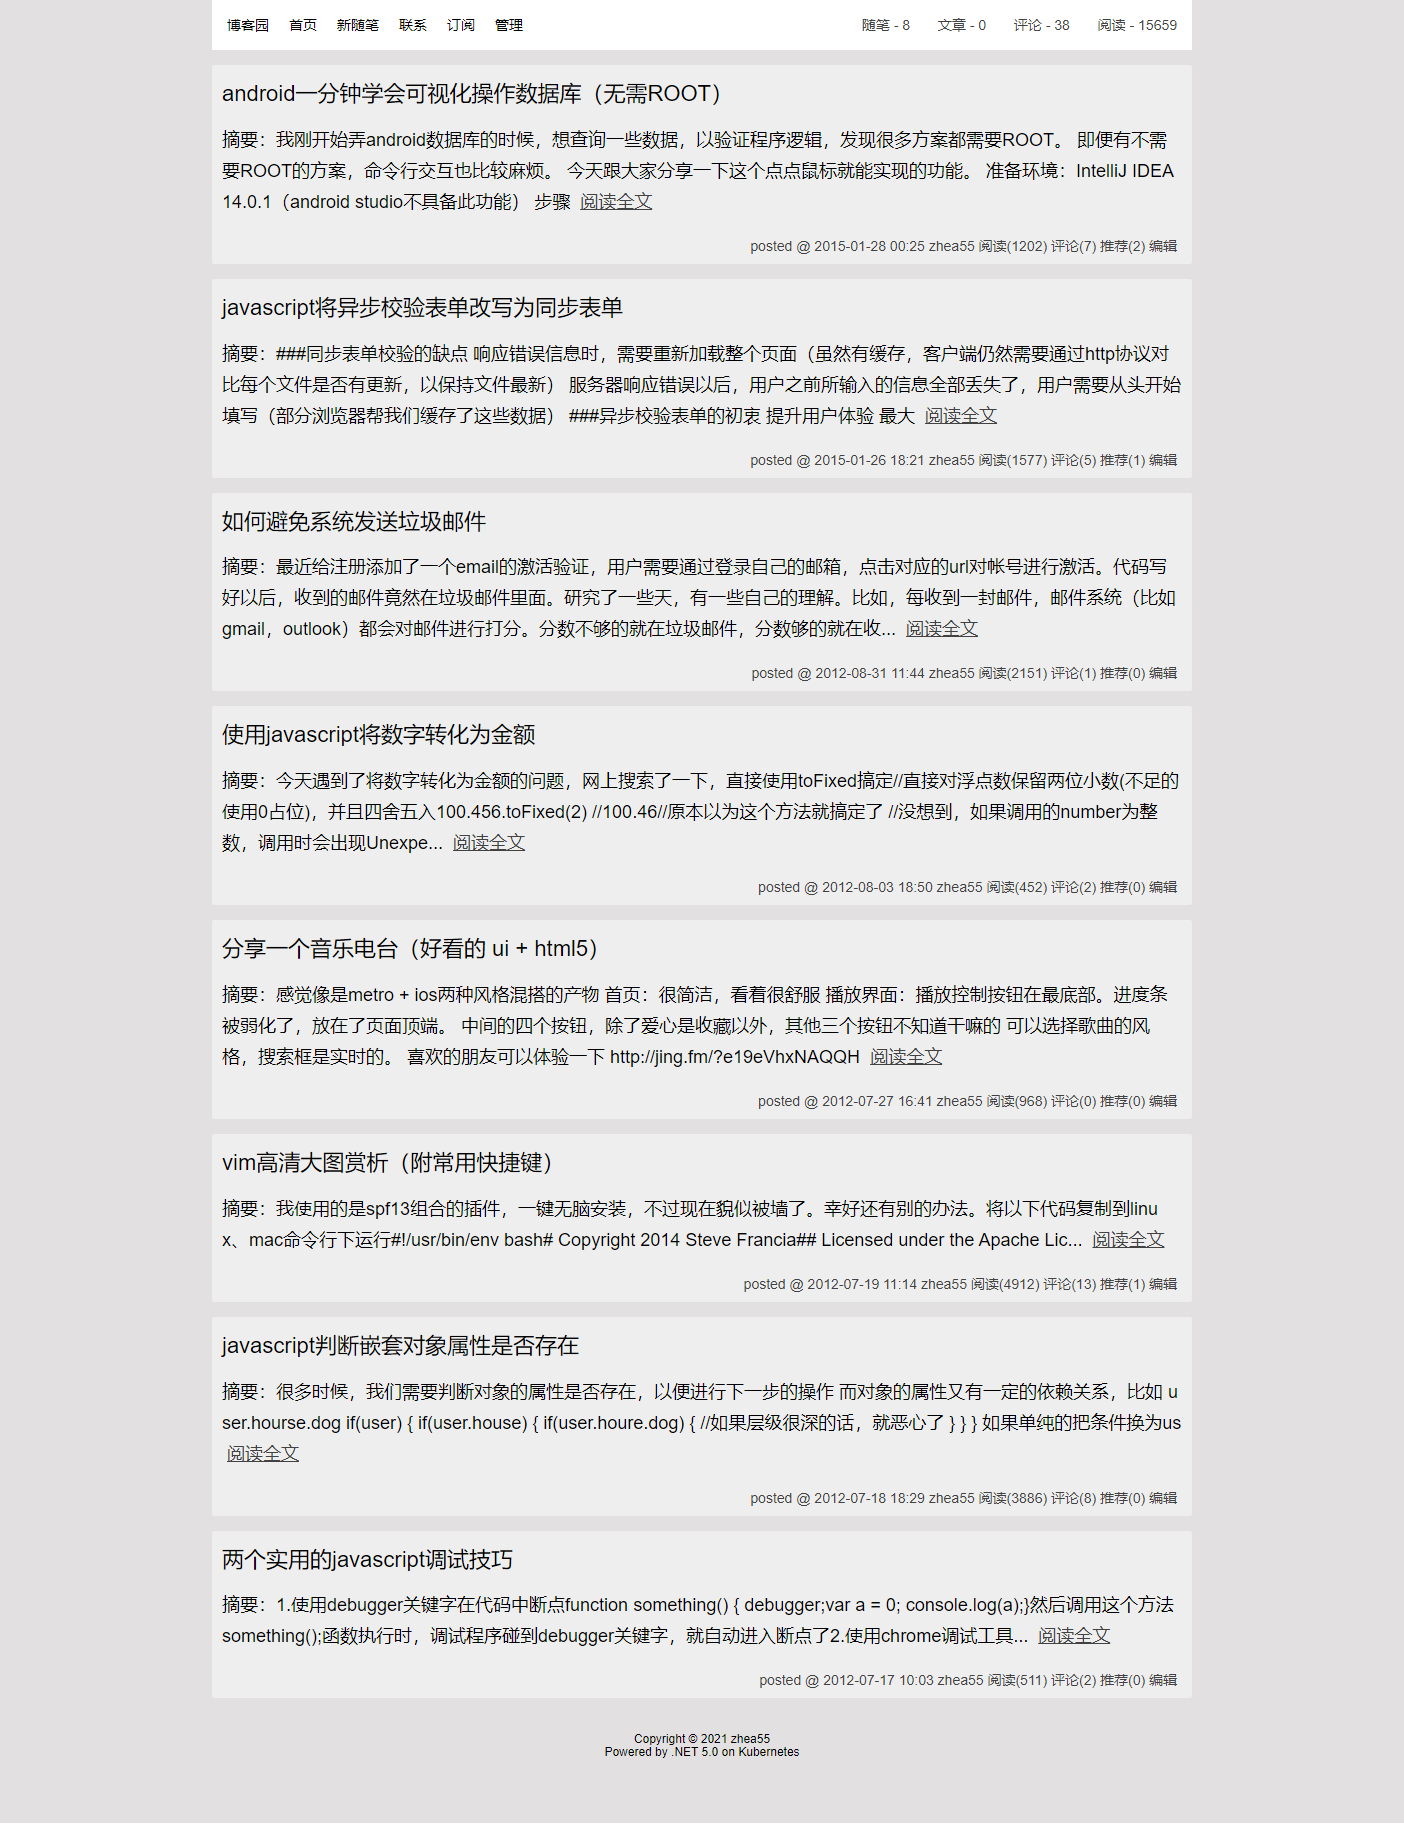 博客园 首页 新随笔 联系 订阅 管理 随笔 - 8 文章 - 0 评论 - 38 阅读 - 15659
android一分钟学会可视化操作数据库（无需ROOT）
摘要：我刚开始弄android数据库的时候，想查询一些数据，以验证程序逻辑，发现很多方案都需要ROOT。 即便有不需
要ROOT的方案，命令行交互也比较麻烦。 今天跟大家分享一下这个点点鼠标就能实现的功能。 准备环境：IntelliJ IDEA
14.0.1（android studio不具备此功能） 步骤 阅读全文
posted @ 2015-01-28 00:25 zhea55 阅读(1202) 评论(7) 推荐(2) 编辑
javascript将异步校验表单改写为同步表单
摘要：###同步表单校验的缺点 响应错误信息时，需要重新加载整个页面（虽然有缓存，客户端仍然需要通过http协议对
比每个文件是否有更新，以保持文件最新） 服务器响应错误以后，用户之前所输入的信息全部丢失了，用户需要从头开始
填写（部分浏览器帮我们缓存了这些数据） ###异步校验表单的初衷 提升用户体验 最大 阅读全文
posted @ 2015-01-26 18:21 zhea55 阅读(1577) 评论(5) 推荐(1) 编辑
如何避免系统发送垃圾邮件
摘要：最近给注册添加了一个email的激活验证，用户需要通过登录自己的邮箱，点击对应的url对帐号进行激活。代码写
好以后，收到的邮件竟然在垃圾邮件里面。研究了一些天，有一些自己的理解。比如，每收到一封邮件，邮件系统（比如
gmail，outlook）都会对邮件进行打分。分数不够的就在垃圾邮件，分数够的就在收... 阅读全文
posted @ 2012-08-31 11:44 zhea55 阅读(2151) 评论(1) 推荐(0) 编辑
使用javascript将数字转化为金额
摘要：今天遇到了将数字转化为金额的问题，网上搜索了一下，直接使用toFixed搞定//直接对浮点数保留两位小数(不足的
使用0占位)，并且四舍五入100.456.toFixed(2) //100.46//原本以为这个方法就搞定了 //没想到，如果调用的number为整
数，调用时会出现Unexpe... 阅读全文
posted @ 2012-08-03 18:50 zhea55 阅读(452) 评论(2) 推荐(0) 编辑
分享一个音乐电台（好看的 ui + html5）
摘要：感觉像是metro + ios两种风格混搭的产物 首页：很简洁，看着很舒服 播放界面：播放控制按钮在最底部。进度条
被弱化了，放在了页面顶端。 中间的四个按钮，除了爱心是收藏以外，其他三个按钮不知道干嘛的 可以选择歌曲的风
格，搜索框是实时的。 喜欢的朋友可以体验一下 http://jing.fm/?e19eVhxNAQQH 阅读全文
posted @ 2012-07-27 16:41 zhea55 阅读(968) 评论(0) 推荐(0) 编辑
vim高清大图赏析（附常用快捷键）
摘要：我使用的是spf13组合的插件，一键无脑安装，不过现在貌似被墙了。幸好还有别的办法。将以下代码复制到linu
x、mac命令行下运行#!/usr/bin/env bash# Copyright 2014 Steve Francia## Licensed under the Apache Lic... 阅读全文
posted @ 2012-07-19 11:14 zhea55 阅读(4912) 评论(13) 推荐(1) 编辑
javascript判断嵌套对象属性是否存在
摘要：很多时候，我们需要判断对象的属性是否存在，以便进行下一步的操作 而对象的属性又有一定的依赖关系，比如 u
ser.hourse.dog if(user) { if(user.house) { if(user.houre.dog) { //如果层级很深的话，就恶心了 } } } 如果单纯的把条件换为us
阅读全文
posted @ 2012-07-18 18:29 zhea55 阅读(3886) 评论(8) 推荐(0) 编辑
两个实用的javascript调试技巧
摘要：1.使用debugger关键字在代码中断点function something() { debugger;var a = 0; console.log(a);}然后调用这个方法
something();函数执行时，调试程序碰到debugger关键字，就自动进入断点了2.使用chrome调试工具... 阅读全文
posted @ 2012-07-17 10:03 zhea55 阅读(511) 评论(2) 推荐(0) 编辑
Copyright © 2021 zhea55
Powered by .NET 5.0 on Kubernetes